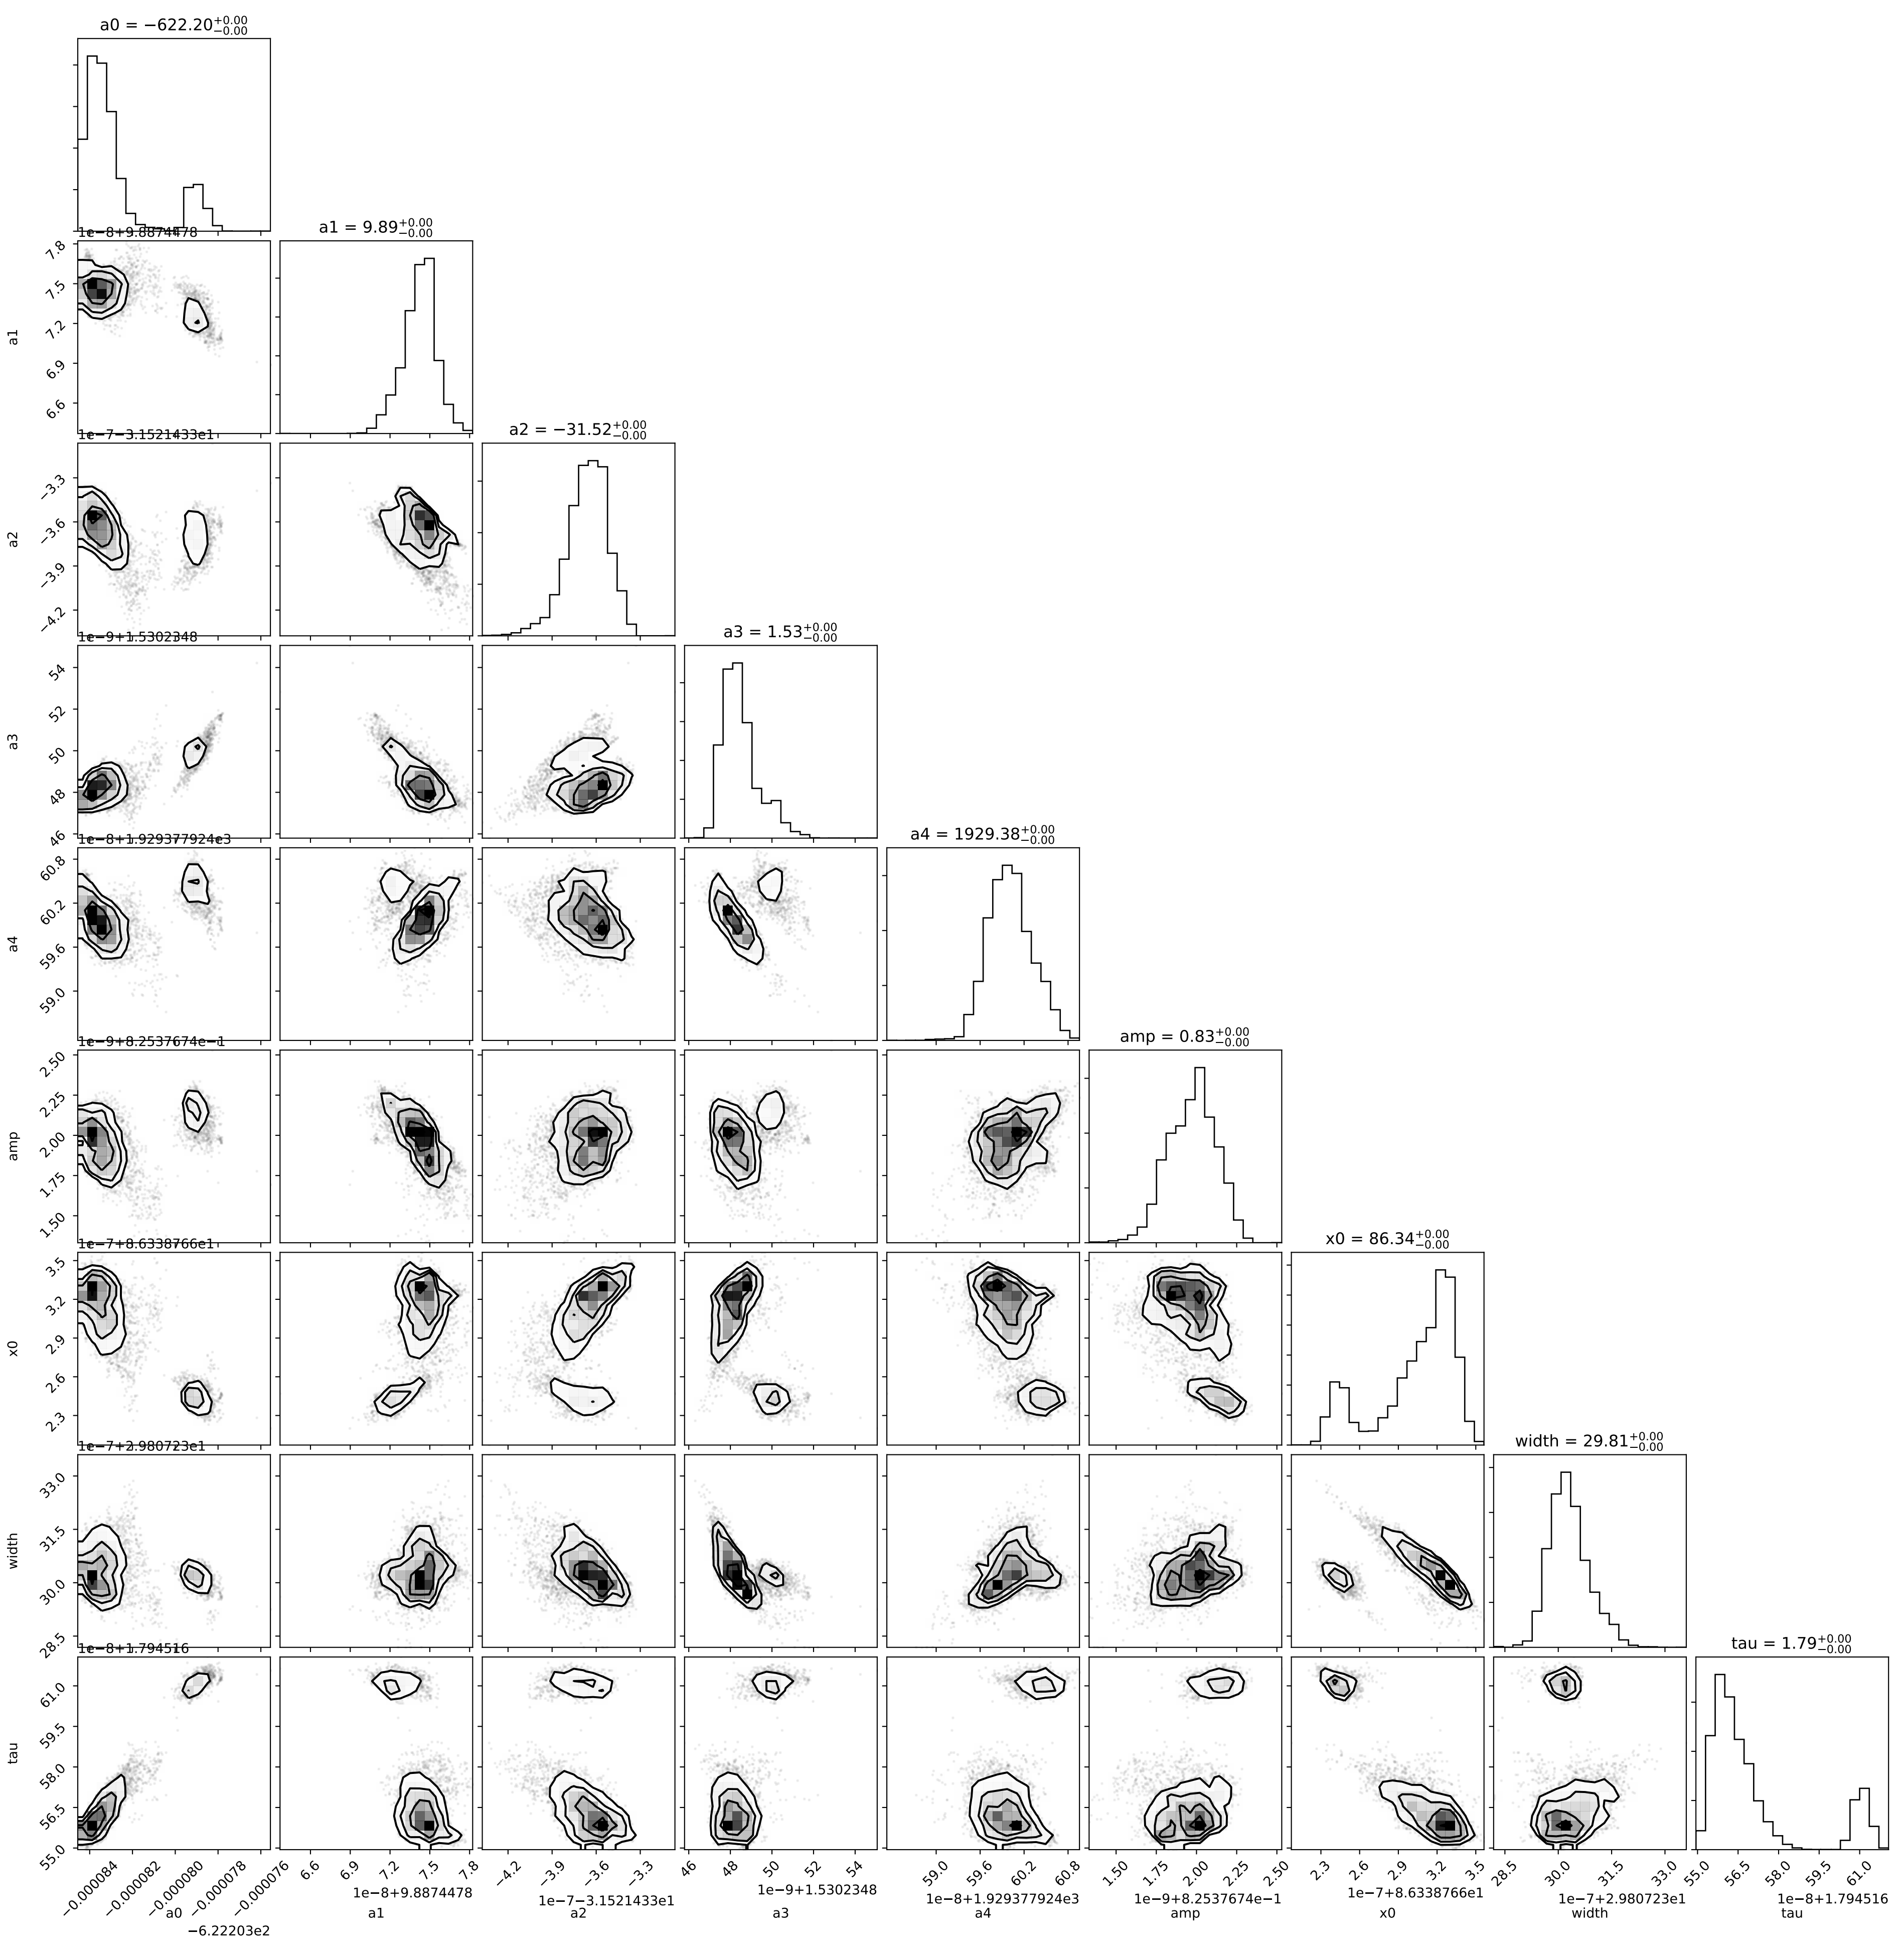 a0 = −622.20+0.00−0.00
1e−8+9.8874478
a1 = 9.89+0.00−0.00
7.8
7.5
7.2
6.9
6.6
a1
1e−7−3.1521433e1
a2 = −31.52+0.00−0.00
−3.3
−3.6
−3.9
−4.2
a2
1e−9+1.5302348
a3 = 1.53+0.00−0.00
54
52
50
48
46
a3
1e−8+1.929377924e3
a4 = 1929.38+0.00−0.00
60.8
60.2
59.6
59.0
a4
1e−9+8.2537674e−1
amp = 0.83+0.00−0.00
2.50
2.25
2.00
1.75
1.50
amp
1e−7+8.6338766e1
x0 = 86.34+0.00−0.00
3.5
3.2
2.9
2.6
2.3
x0
1e−7+2.980723e1
width = 29.81+0.00−0.00
33.0
31.5
30.0
28.5
width
1e−8+1.794516
tau = 1.79+0.00−0.00
61.0
59.5
58.0
56.5
55.0
tau
−0.000084 −0.000082 −0.000080 −0.000078 −0.000076
a0
−6.22203e2
6.6 6.9 7.2 7.5 7.8
1e−8+9.8874478
a1
−4.2 −3.9 −3.6 −3.3
1e−7−3.1521433e1
a2
46 48 50 52 54
1e−9+1.5302348
a3
59.0 59.6 60.2 60.8
1e−8+1.929377924e3
a4
1.50 1.75 2.00 2.25 2.50
1e−9+8.2537674e−1
amp
2.3 2.6 2.9 3.2 3.5
1e−7+8.6338766e1
x0
28.5 30.0 31.5 33.0
1e−7+2.980723e1
width
55.0 56.5 58.0 59.5 61.0
1e−8+1.794516
tau